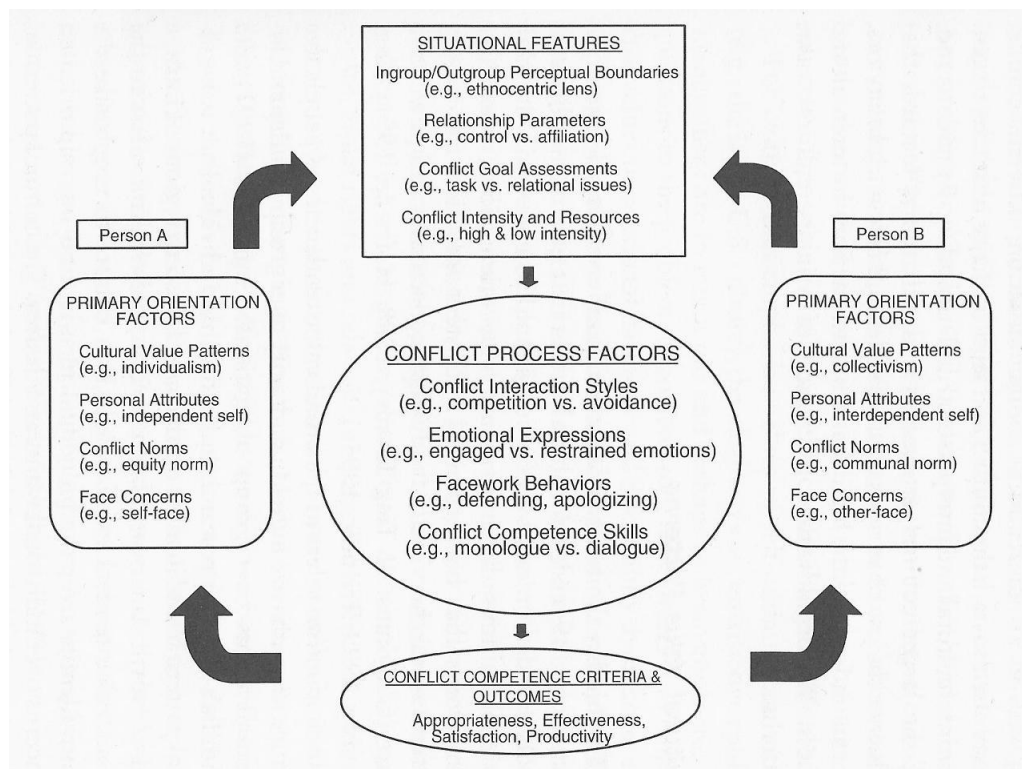 SITUATIONAL FEATURES
Ingroup/Outgroup Perceptual Boundaries
(e.g., ethnocentric lens)
Relationship Parameters
(e.g., control vs. affiliation)
Conflict Goal Assessments
(e.g., task vs. relational issues)
Conflict Intensity and Resources
(e.g., high & low intensity)
Person A
Person B
PRIMARY ORIENTATION
FACTORS
Cultural Value Patterns
(e.g., individualism)
Personal Attributes
(e.g., independent self)
Conflict Norms
(e.g., equity norm)
Face Concerns
(e.g., self-face)
CONFLICT PROCESS FACTORS
Conflict Interaction Styles
(e.g., competition vs. avoidance)
Emotional Expressions
(e.g., engaged vs. restrained emotions)
Facework Behaviors
(e.g., defending, apologizing)
Conflict Competence Skills
(e.g., monologue vs. dialogue)
PRIMARY ORIENTATION
FACTORS
Cultural Value Patterns
(e.g., collectivism)
Personal Attributes
(e.g., interdependent self)
Conflict Norms
(e.g., communal norm)
Face Concerns
(e.g., other-face)
CONFLICT COMPETENCE CRITERIA &
OUTCOMES
Appropriateness, Effectiveness,
Satisfaction, Productivity